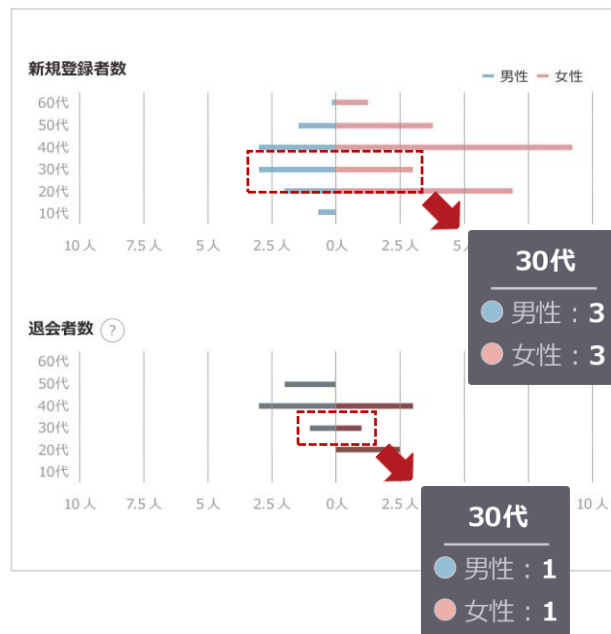 新規登録者数
男性 女性
60代
50代
40代
30代
20代
10代
10人 7.5人 5人 2.5人 0人 2.5人 5
30代
男性：3
女性：3
退会者数 ?
60代
50代
40代
30代
20代
10代
10人 7.5人 5人 2.5人 0人 2.5人 10人
30代
男性：1
女性：1